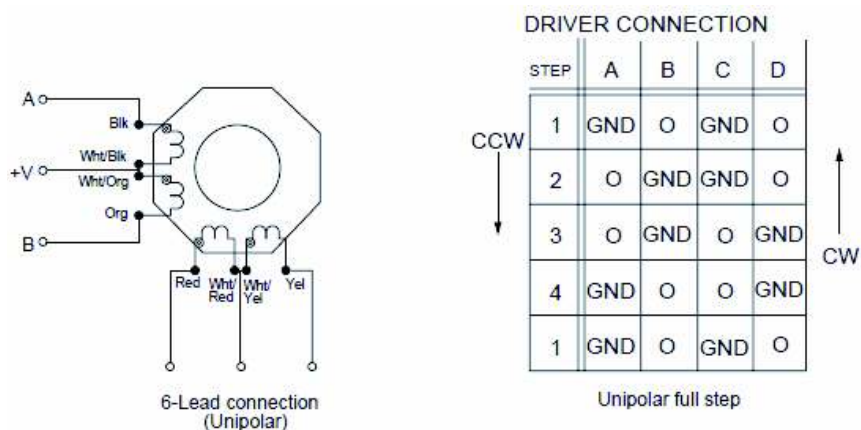 DRIVER CONNECTION
STEP A B C D
1 GND O GND O
2 O GND GND O
3 O GND O GND
4 GND O O GND
1 GND O GND O
CCW
CW
Unipolar full step
A
Blk
Wht/Blk
+V
Wht/Org
Org
B
Red Wht/ Wht/ Yel
Red Yel
6-Lead connection
(Unipolar)